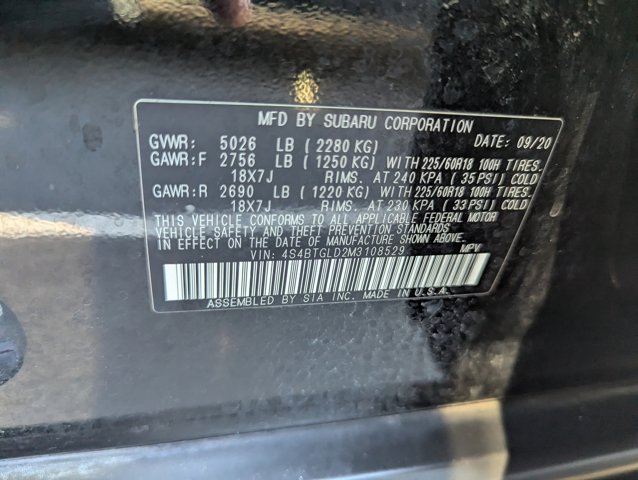 MFD BY SUBARU CORPORATION
GVWR: 5026 LB ( 2280 KG) DATE: 09/20
GAWR:F 2756 LB ( 1250 KG) WITH 225/60R18 100H TIRES.
18X7J RIMS. AT 240 KPA ( 35 PSI) COLD
GAWR:R 2690 LB ( 1220 KG) WITH 225/60R18 100H TIRES.
18X7J RIMS. AT 230 KPA ( 33 PSI) COLD
THIS VEHICLE CONFORMS TO ALL APPLICABLE FEDERAL MOTOR
VEHICLE SAFETY AND THEFT PREVENTION STANDARDS
IN EFFECT ON THE DATE OF MANUFACTURE SHOWN ABOVE.
VIN: 4S4BTGLD2M3108529 MPV
ASSEMBLED BY SIA INC. MADE IN U.S.A.